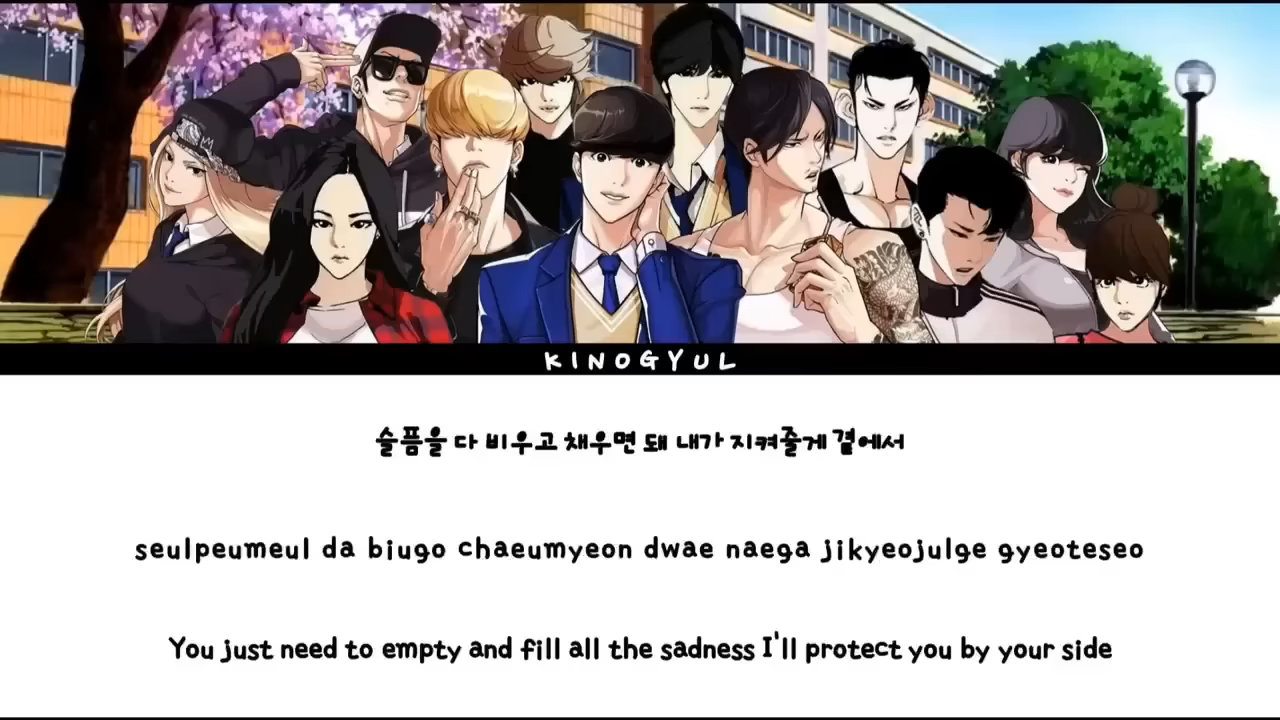 KINOGYUL
슬픔을 다 비우고 채우면 돼 내가 지켜줄게 곁에서
seulpeumeul da biugo chaeumyeon dwae naega jikyeojulge gyeoteseo
You just need to empty and fill all the sadness I'll protect you by your side